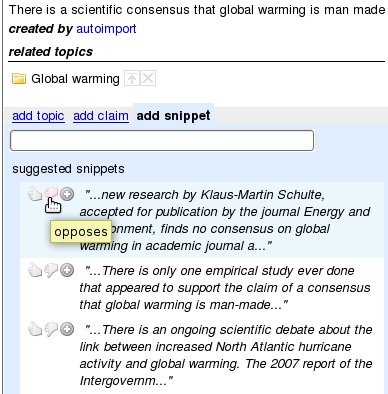 There is a scientific consensus that global warming is man made
created by autoimport
related topics
Global warming
add topic add claim add snippet
suggested snippets
"...new research by Klaus-Martin Schulte,
accepted for publication by the journal Energy and
opposes onment, finds no consensus on global
warming in academic journal a..."
"...There is only one empirical study ever done
that appeared to support the claim of a consensus
that global warming is man-made..."
"...There is an ongoing scientific debate about the
link between increased North Atlantic hurricane
activity and global warming. The 2007 report of the
Intergovernm..."